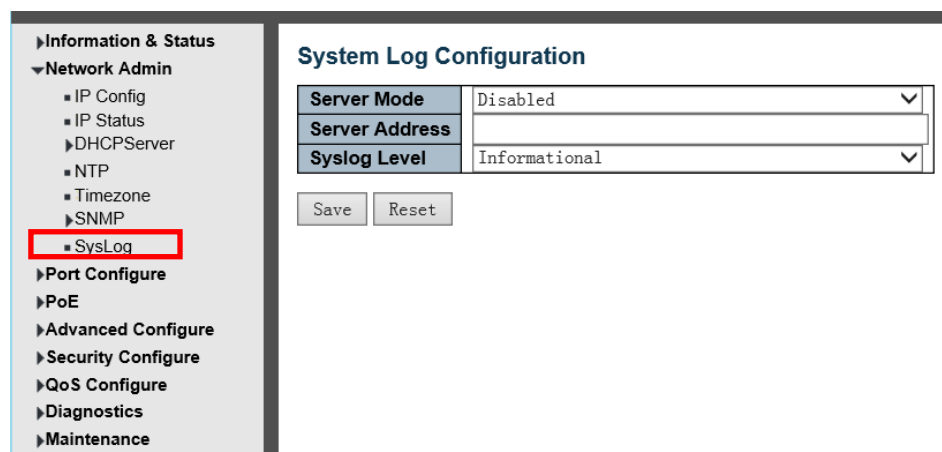 Information & Status
Network Admin
IP Config
IP Status
DHCPServer
NTP
Timezone
SNMP
SysLog
Port Configure
PoE
Advanced Configure
Security Configure
QoS Configure
Diagnostics
Maintenance
System Log Configuration
Server Mode Disabled
Server Address
Syslog Level Informational
Save Reset